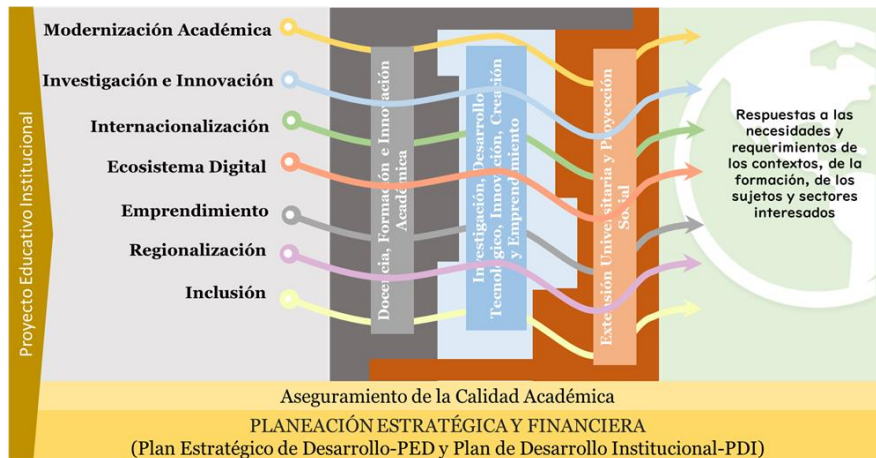 Proyecto Educativo Institucional
Modernización Académica
Investigación e Innovación
Internacionalización
Ecosistema Digital
Emprendimiento
Regionalización
Inclusión
Docencia, Formación e Innovación
Académica
Investigación, Desarrollo
Tecnológico, Innovación, Creación
y Emprendimiento
Extensión Universitaria y Proyección
Social
Respuestas a las
necesidades y
requerimientos de
los contextos, de la
formación, de los
sujetos y sectores
interesados
Aseguramiento de la Calidad Académica
PLANEACIÓN ESTRATÉGICA Y FINANCIERA
(Plan Estratégico de Desarrollo-PED y Plan de Desarrollo Institucional-PDI)